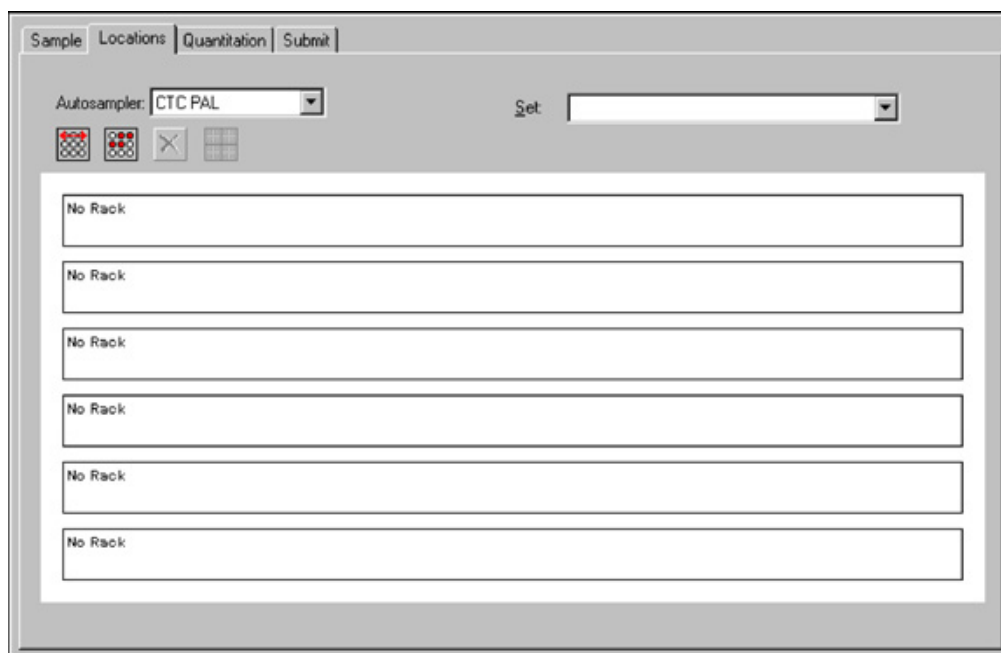 Sample Locations Quantitation Submit
Autosampler: CTC PAL
Set:
No Rack
No Rack
No Rack
No Rack
No Rack
No Rack